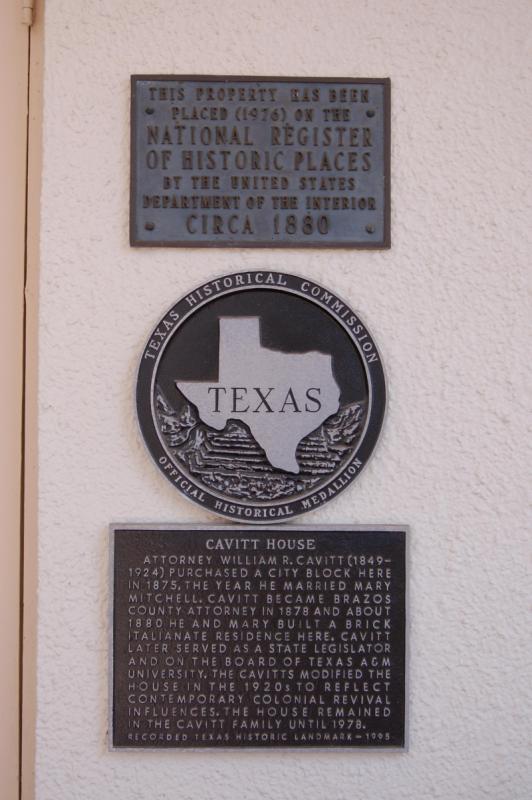 THIS PROPERTY HAS BEEN
PLACED (1976) ON THE
NATIONAL REGISTER
OF HISTORIC PLACES
BY THE UNITED STATES
DEPARTMENT OF THE INTERIOR
CIRCA 1880
TEXAS HISTORICAL COMMISSION
TEXAS
OFFICIAL HISTORICAL MEDALLION
CAVITT HOUSE
ATTORNEY WILLIAM R. CAVITT (1849-
1924) PURCHASED A CITY BLOCK HERE
IN 1875, THE YEAR HE MARRIED MARY
MITCHELL. CAVITT BECAME BRAZOS
COUNTY ATTORNEY IN 1878 AND ABOUT
1880 HE AND MARY BUILT A BRICK
ITALIANATE RESIDENCE HERE. CAVITT
LATER SERVED AS A STATE LEGISLATOR
AND ON THE BOARD OF TEXAS A&M
UNIVERSITY. THE CAVITTS MODIFIED THE
HOUSE IN THE 1920s TO REFLECT
CONTEMPORARY COLONIAL REVIVAL
INFLUENCES. THE HOUSE REMAINED
IN THE CAVITT FAMILY UNTIL 1978.
RECORDED TEXAS HISTORIC LANDMARK - 1995